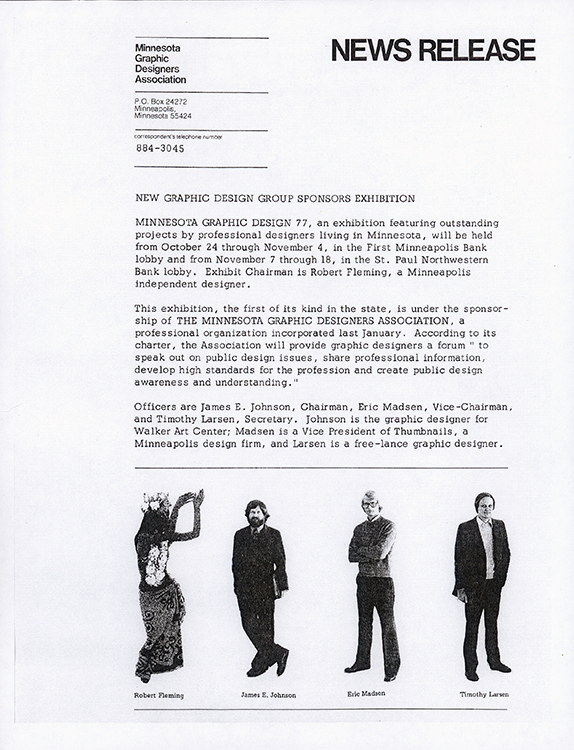 Minnesota
Graphic
Designers
Association
NEWS RELEASE
P.O. Box 24272
Minneapolis,
Minnesota 55424
correspondent's telephone number
884-3045
NEW GRAPHIC DESIGN GROUP SPONSORS EXHIBITION
MINNESOTA GRAPHIC DESIGN 77, an exhibition featuring outstanding
projects by professional designers living in Minnesota, will be held
from October 24 through November 4, in the First Minneapolis Bank
lobby and from November 7 through 18, in the St. Paul Northwestern
Bank lobby. Exhibit Chairman is Robert Fleming, a Minneapolis
independent designer.
This exhibition, the first of its kind in the state, is under the sponsor-
ship of THE MINNESOTA GRAPHIC DESIGNERS ASSOCIATION, a
professional organization incorporated last January. According to its
charter, the Association will provide graphic designers a forum " to
speak out on public design issues, share professional information,
develop high standards for the profession and create public design
awareness and understanding."
Officers are James E. Johnson, Chairman, Eric Madsen, Vice-Chairman,
and Timothy Larsen, Secretary. Johnson is the graphic designer for
Walker Art Center; Madsen is a Vice President of Thumbnails, a
Minneapolis design firm, and Larsen is a free-lance graphic designer.
Robert Fleming James E. Johnson Eric Madsen Timothy Larsen